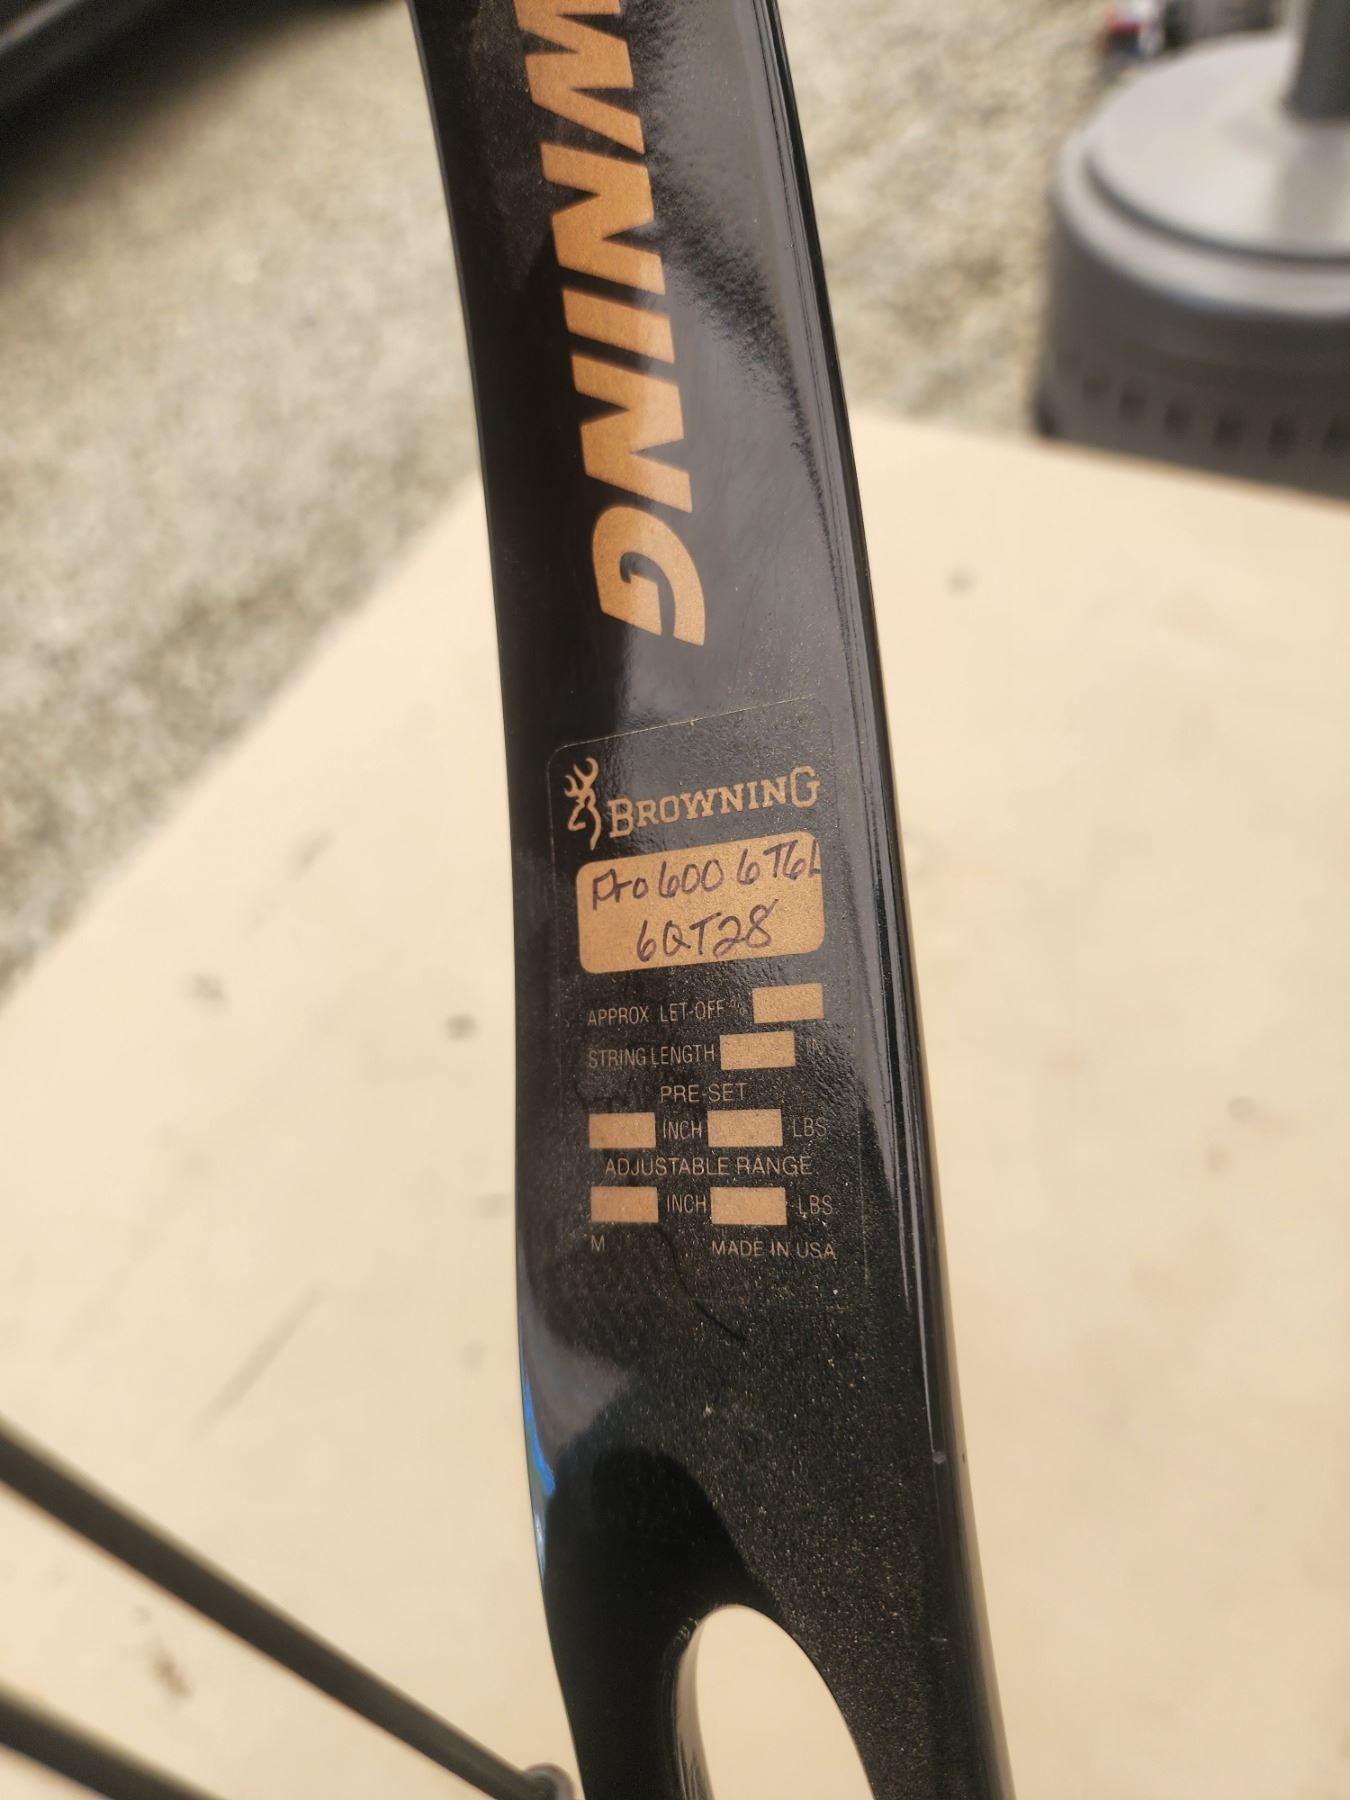 WNING
BROWNING
Pro 600 6T6L
6QT28
APPROX LET-OFF %
STRING LENGTH IN
PRE-SET
INCH LBS
ADJUSTABLE RANGE
INCH LBS
M MADE IN USA